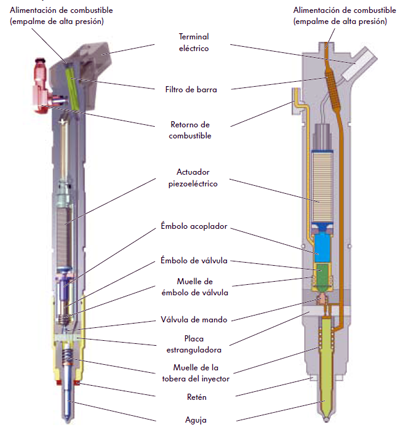 Alimentación de combustible
(empalme de alta presión)
Alimentación de combustible
(empalme de alta presión)
Terminal
eléctrico
Filtro de barra
Retorno de
combustible
Actuador
piezoeléctrico
Émbolo acoplador
Émbolo de válvula
Muelle de
émbolo de válvula
Válvula de mando
Placa
estranguladora
Muelle de la
tobera del inyector
Retén
Aguja